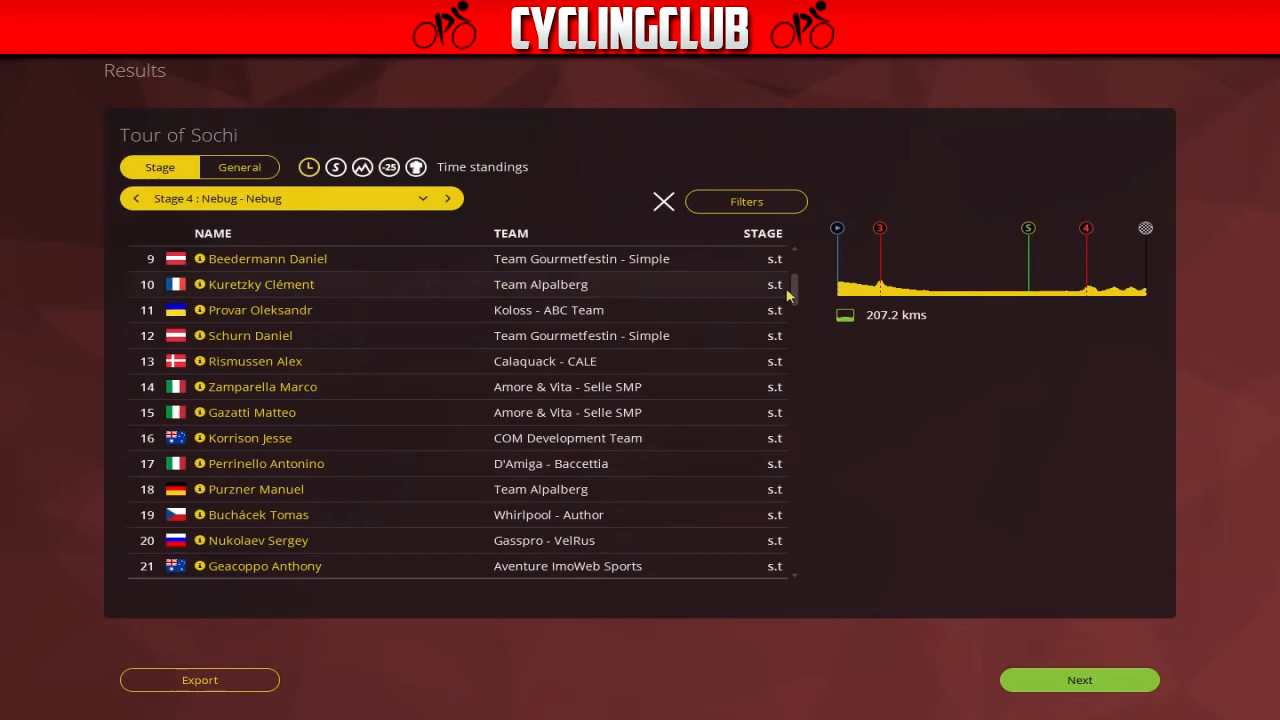 CYCLINGCLUB
Results
Tour of Sochi
Stage General S -25 Time standings
Stage 4 : Nebug - Nebug
Filters
NAME TEAM STAGE
9 Beedermann Daniel Team Gourmetfestin - Simple s.t
10 Kuretzky Clément Team Alpalberg s.t
11 Provar Oleksandr Koloss - ABC Team s.t
12 Schurn Daniel Team Gourmetfestin - Simple s.t
13 Rismussen Alex Calaquack - CALE s.t
14 Zamparella Marco Amore & Vita - Selle SMP s.t
15 Gazatti Matteo Amore & Vita - Selle SMP s.t
16 Korrison Jesse COM Development Team s.t
17 Perrinello Antonino D'Amiga - Baccettia s.t
18 Purzner Manuel Team Alpalberg s.t
19 Buchácek Tomas Whirlpool - Author s.t
20 Nukolaev Sergey Gasspro - VelRus s.t
21 Geacoppo Anthony Aventure ImoWeb Sports s.t
3 S 4
207.2 kms
Export
Next